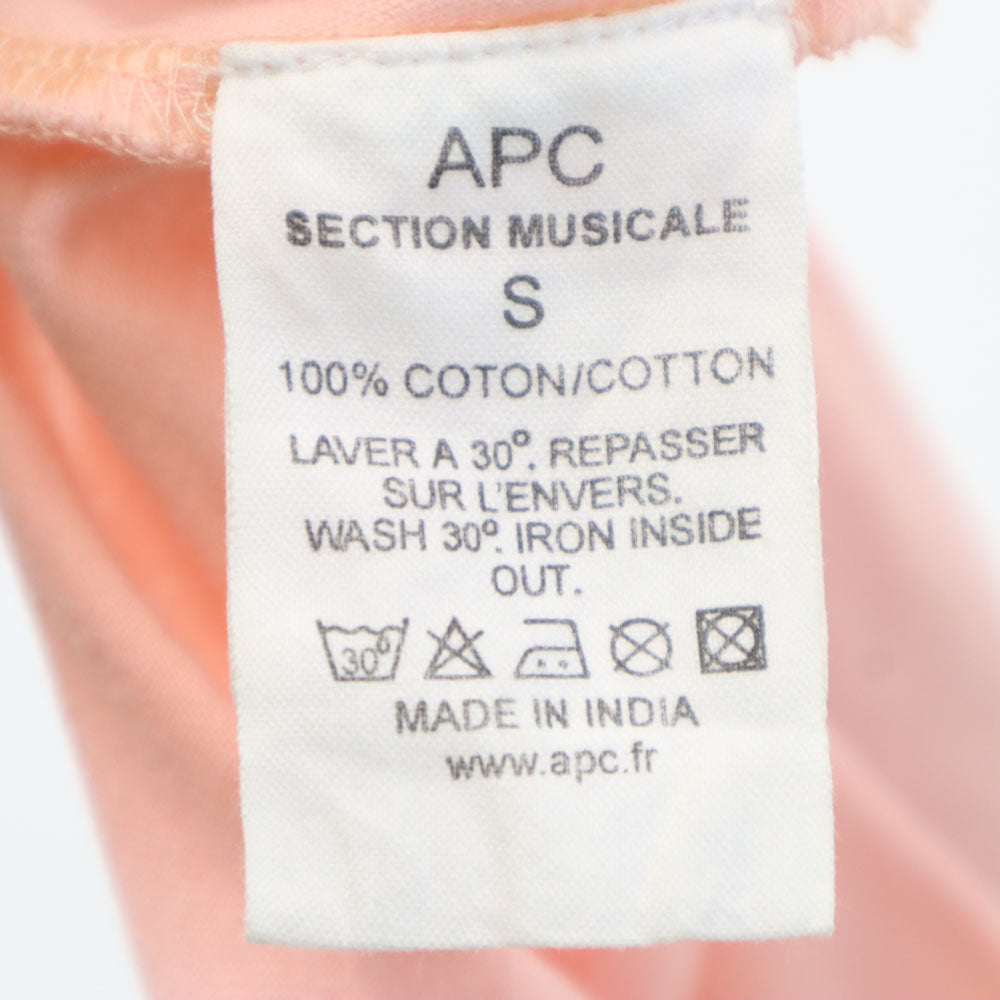 APC
SECTION MUSICALE
S
100% COTON/COTTON
LAVER A 30°. REPASSER
SUR L'ENVERS.
WASH 30°. IRON INSIDE
OUT.
30°
MADE IN INDIA
www.apc.fr